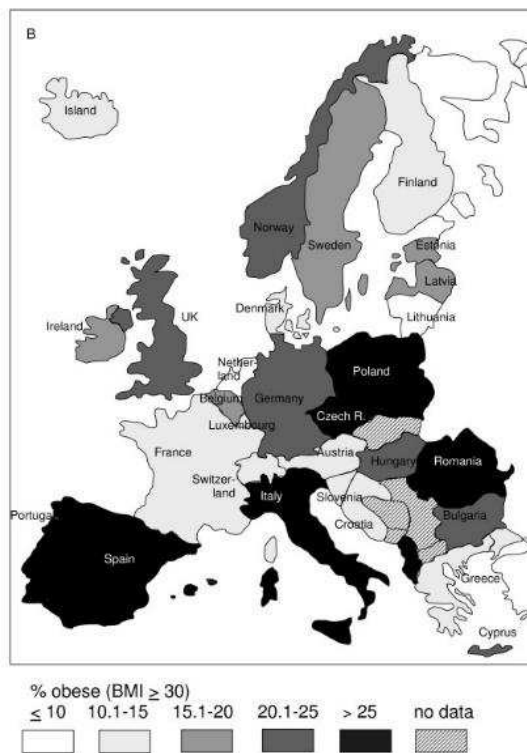 B
Island
Finland
Norway
Sweden
Estonia
Latvia
Denmark
Lithuania
Ireland
UK
Nether-
land
Poland
Belgium
Germany
Czech R.
Luxembourg
France
Austria
Hungary
Romania
Switzer-
land
Italy
Slovenia
Croatia
Bulgaria
Portugal
Spain
Greece
Cyprus
% obese (BMI ≥ 30)
≤ 10 10.1-15 15.1-20 20.1-25 > 25 no data